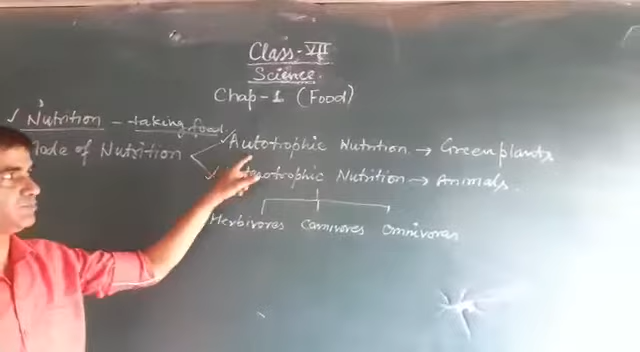 Class-VII
Science.
Chap-1 (Food)
Nutrition - taking food
Mode of Nutrition
Autotrophic Nutrition → Green plants
Heterotrophic Nutrition → Animals.
Herbivores Carnivores Omnivores